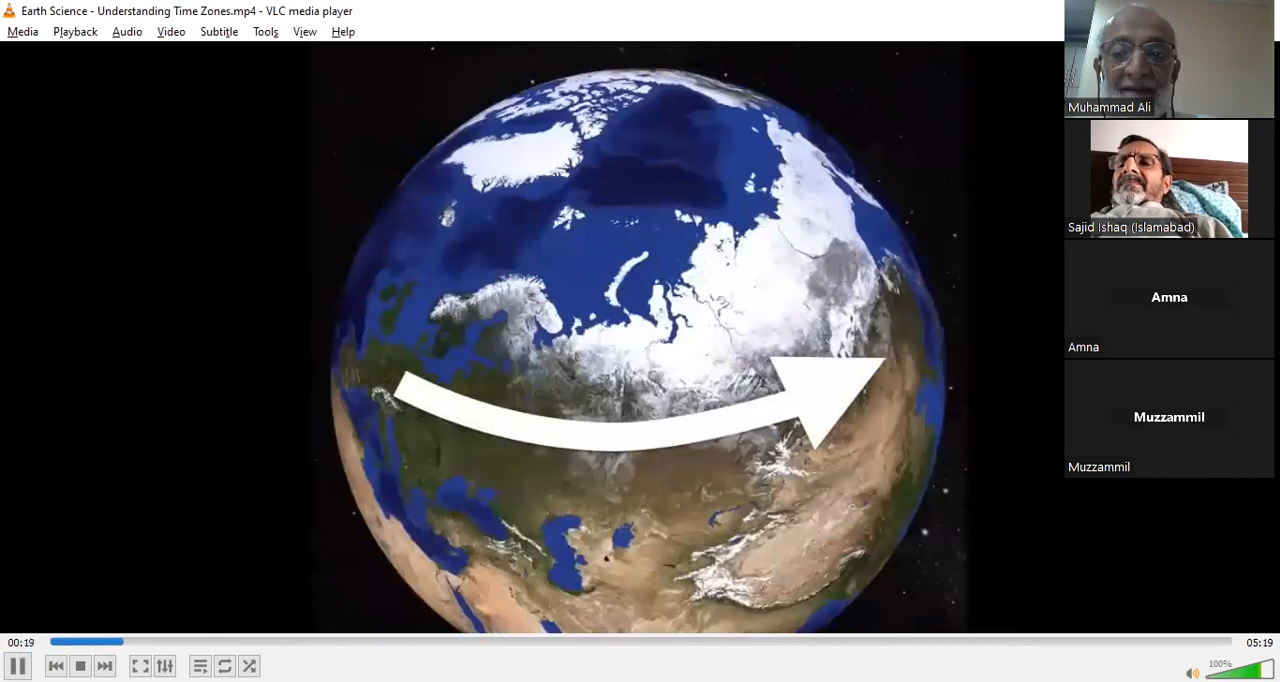 Earth Science - Understanding Time Zones.mp4 - VLC media player
Media Playback Audio Video Subtitle Tools View Help
Muhammad Ali
Sajid Ishaq (Islamabad)
Amna
Amna
Muzzammil
Muzzammil
00:19 05:19
100%